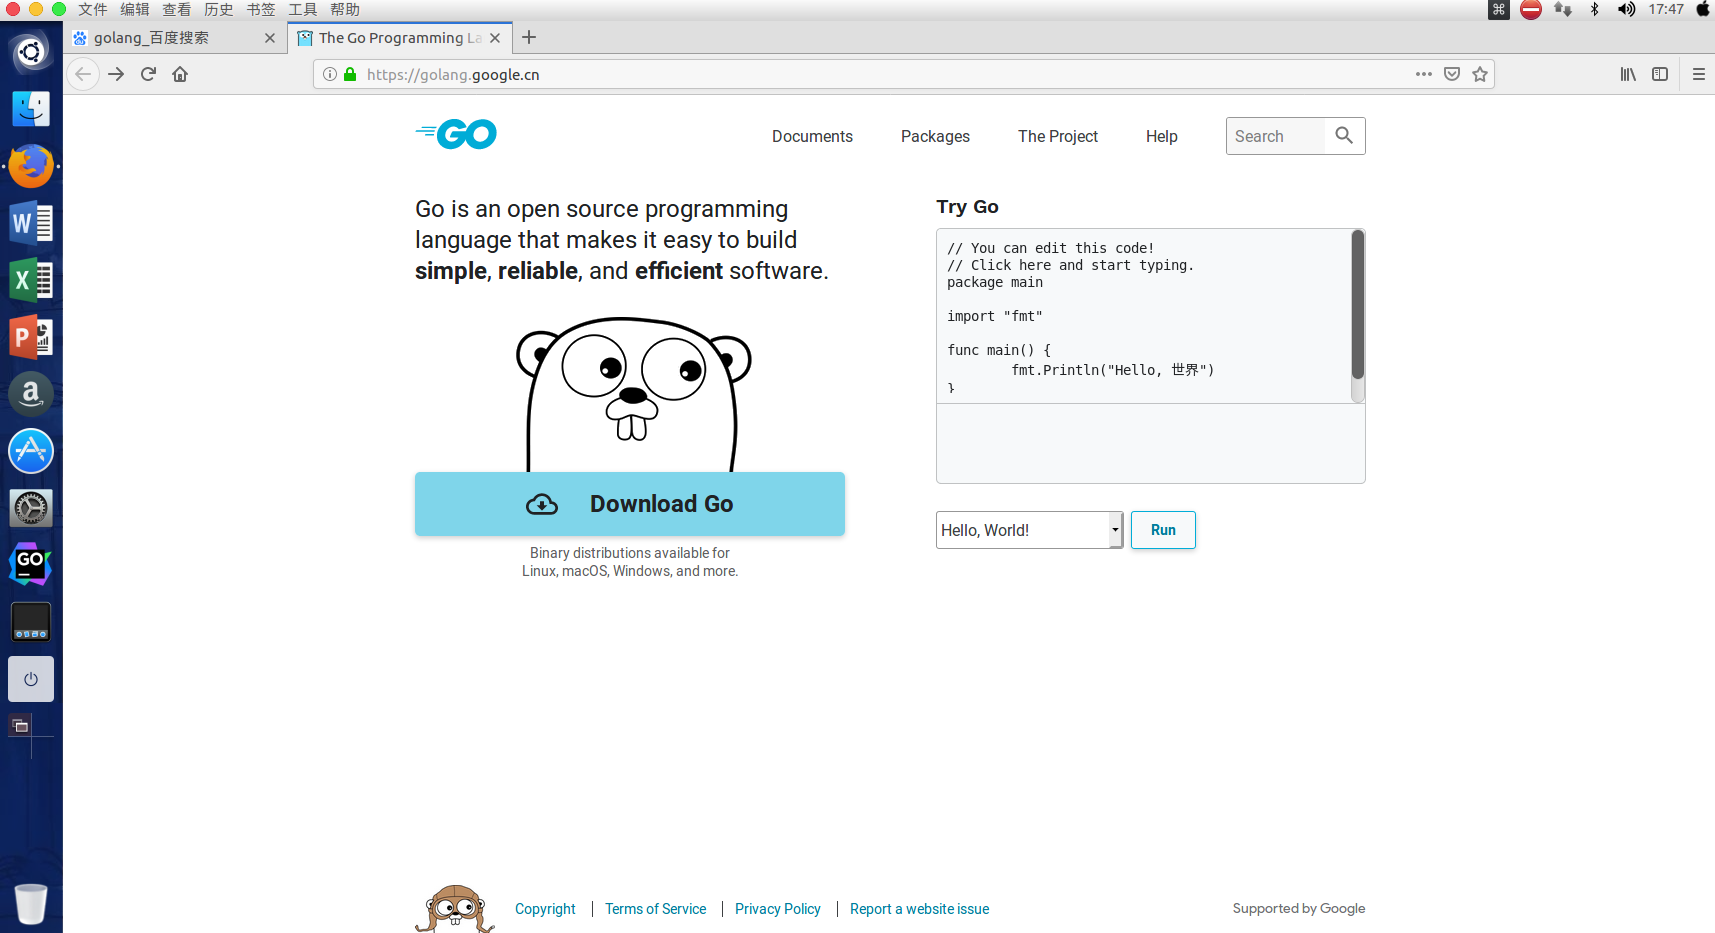 文件 编辑 查看 历史 书签 工具 帮助
17:47
golang_百度搜索
The Go Programming La
https://golang.google.cn
GO
Documents
Packages
The Project
Help
Search
Go is an open source programming
language that makes it easy to build
simple, reliable, and efficient software.
Download Go
Binary distributions available for
Linux, macOS, Windows, and more.
Try Go
// You can edit this code!
// Click here and start typing.
package main
import "fmt"
func main() {
fmt.Println("Hello, 世界")
}
Hello, World!
Run
W
X
P
a
GO
Copyright
Terms of Service
Privacy Policy
Report a website issue
Supported by Google